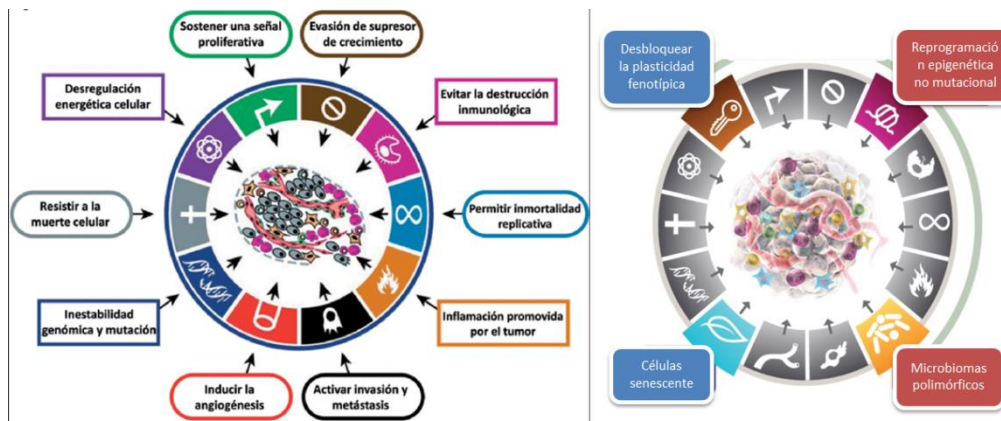 Sostener una señal
proliferativa
Evasión de supresor
de crecimiento
Desregulación
energética celular
Evitar la destrucción
inmunológica
Resistir a la
muerte celular
Permitir inmortalidad
replicativa
Inestabilidad
genómica y mutación
Inflamación promovida
por el tumor
Inducir la
angiogénesis
Activar invasión y
metástasis
Desbloquear
la plasticidad
fenotípica
Reprogramació
n epigenética
no mutacional
Células
senescente
Microbiomas
polimórficos